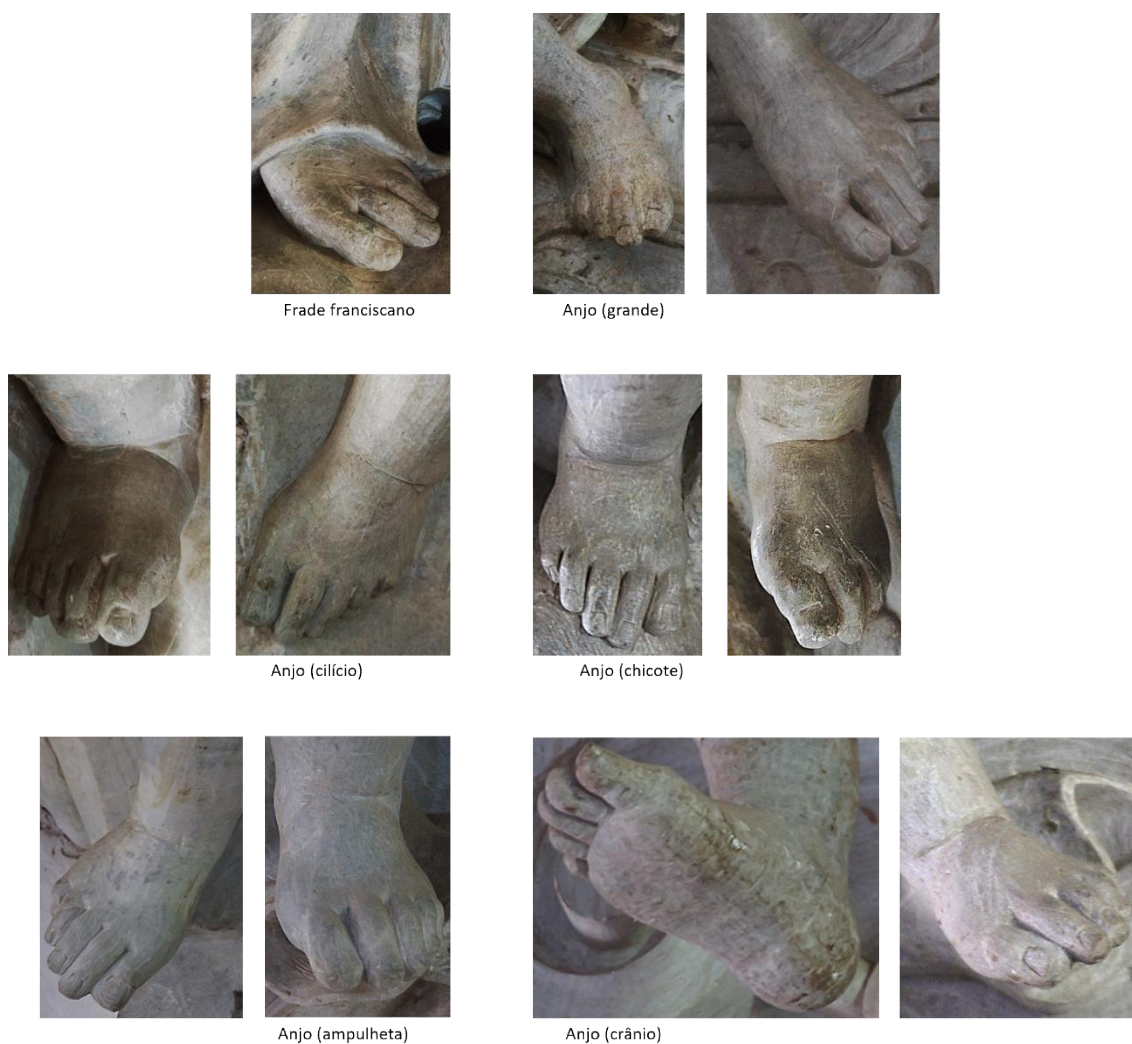 Frade franciscano
Anjo (grande)
Anjo (cilício)
Anjo (chicote)
Anjo (ampulheta)
Anjo (crânio)